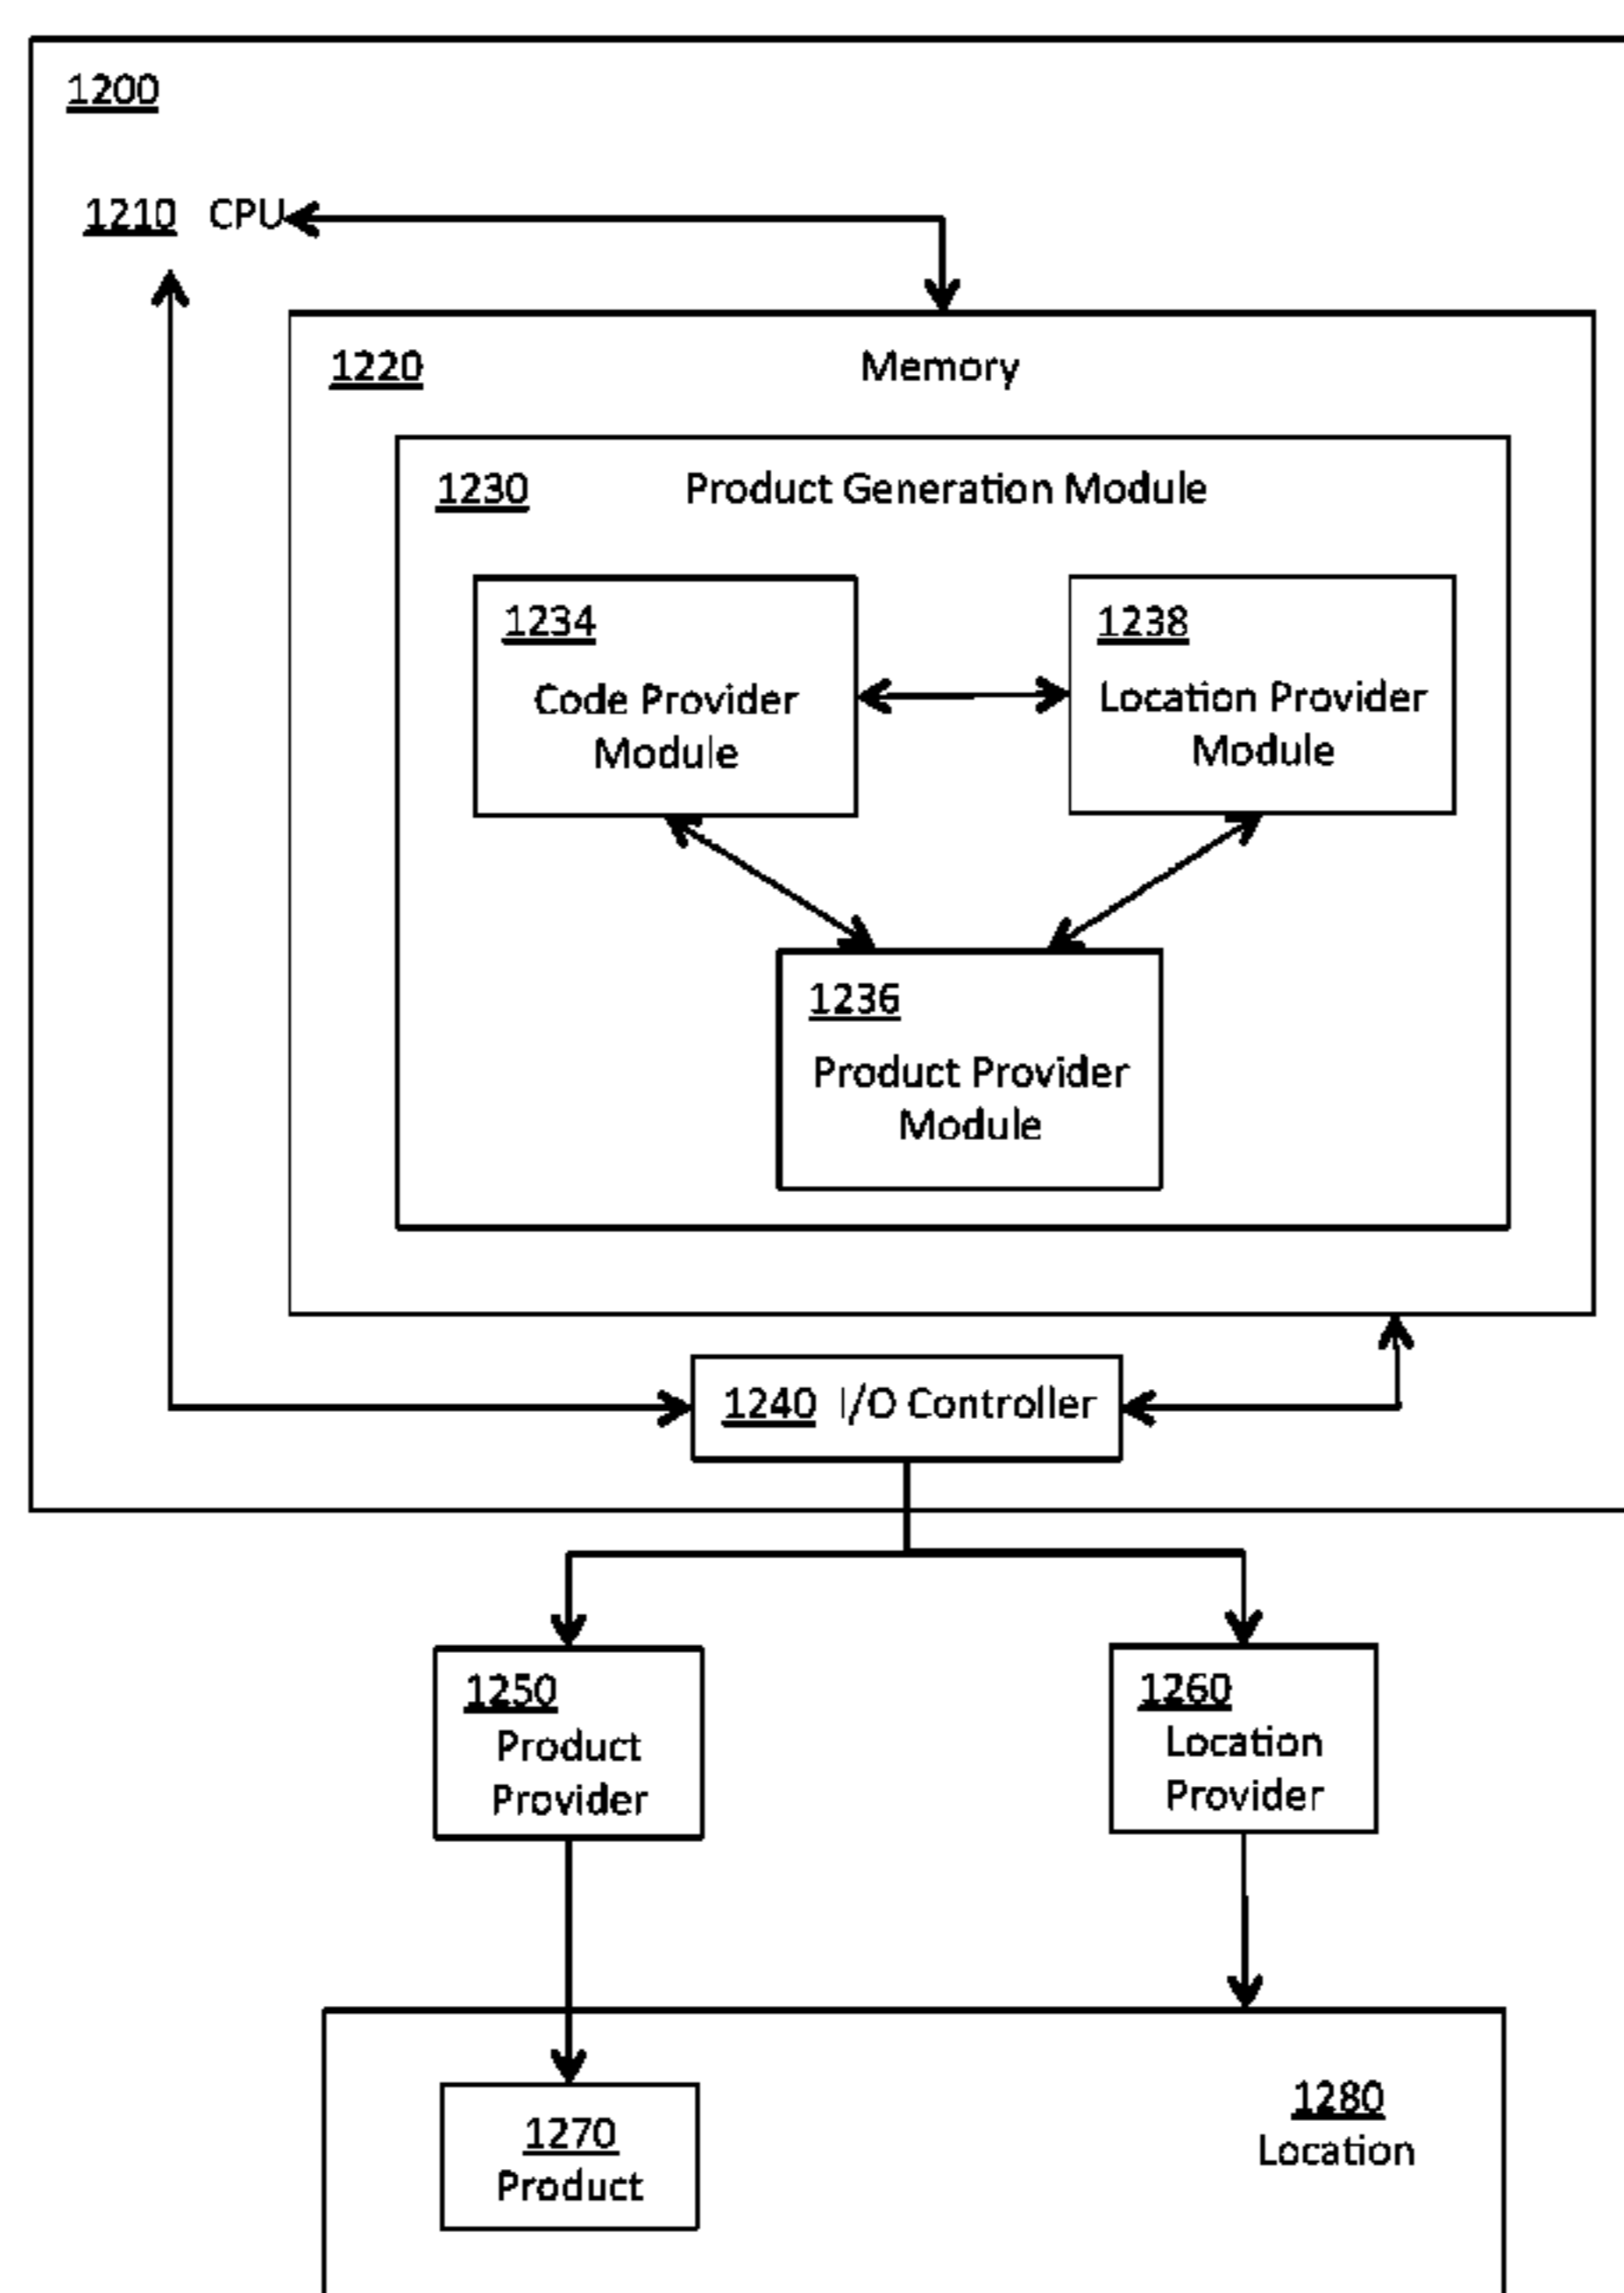 1200
1210 CPU
1220 Memory
1230 Product Generation Module
1234
Code Provider
Module
1238
Location Provider
Module
1236
Product Provider
Module
1240 I/O Controller
1250
Product
Provider
1260
Location
Provider
1270
Product
1280
Location